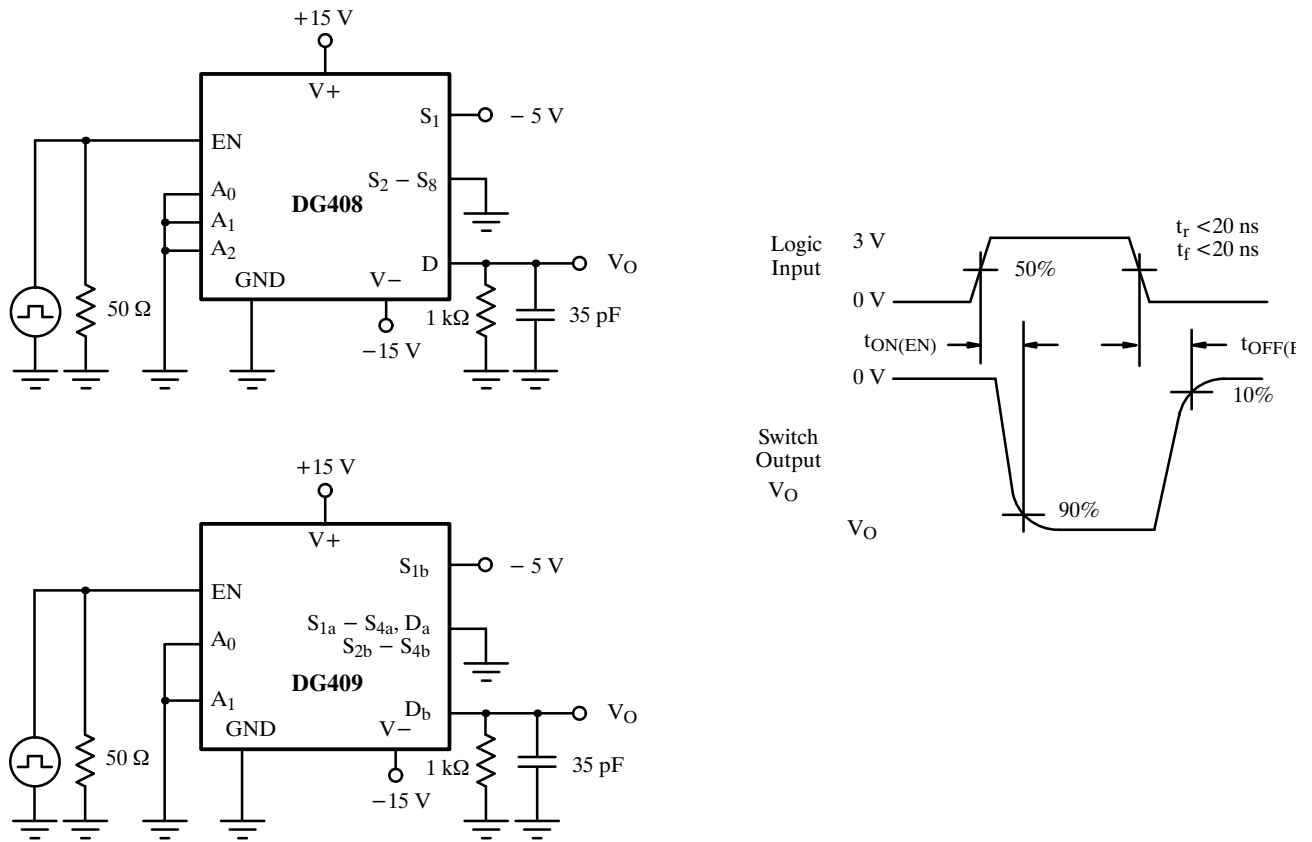 +15 V
V+
EN
A0
A1
A2
DG408
S1
− 5 V
S2 − S8
D
VO
GND
V−
−15 V
50 Ω
1 kΩ
35 pF
+15 V
V+
EN
A0
A1
DG409
S1b
− 5 V
S1a − S4a, Da
S2b − S4b
Db
VO
GND
V−
−15 V
50 Ω
1 kΩ
35 pF
Logic
Input
3 V
0 V
50%
tr <20 ns
tf <20 ns
tON(EN)
tOFF(E
0 V
10%
Switch
Output
VO
VO
90%